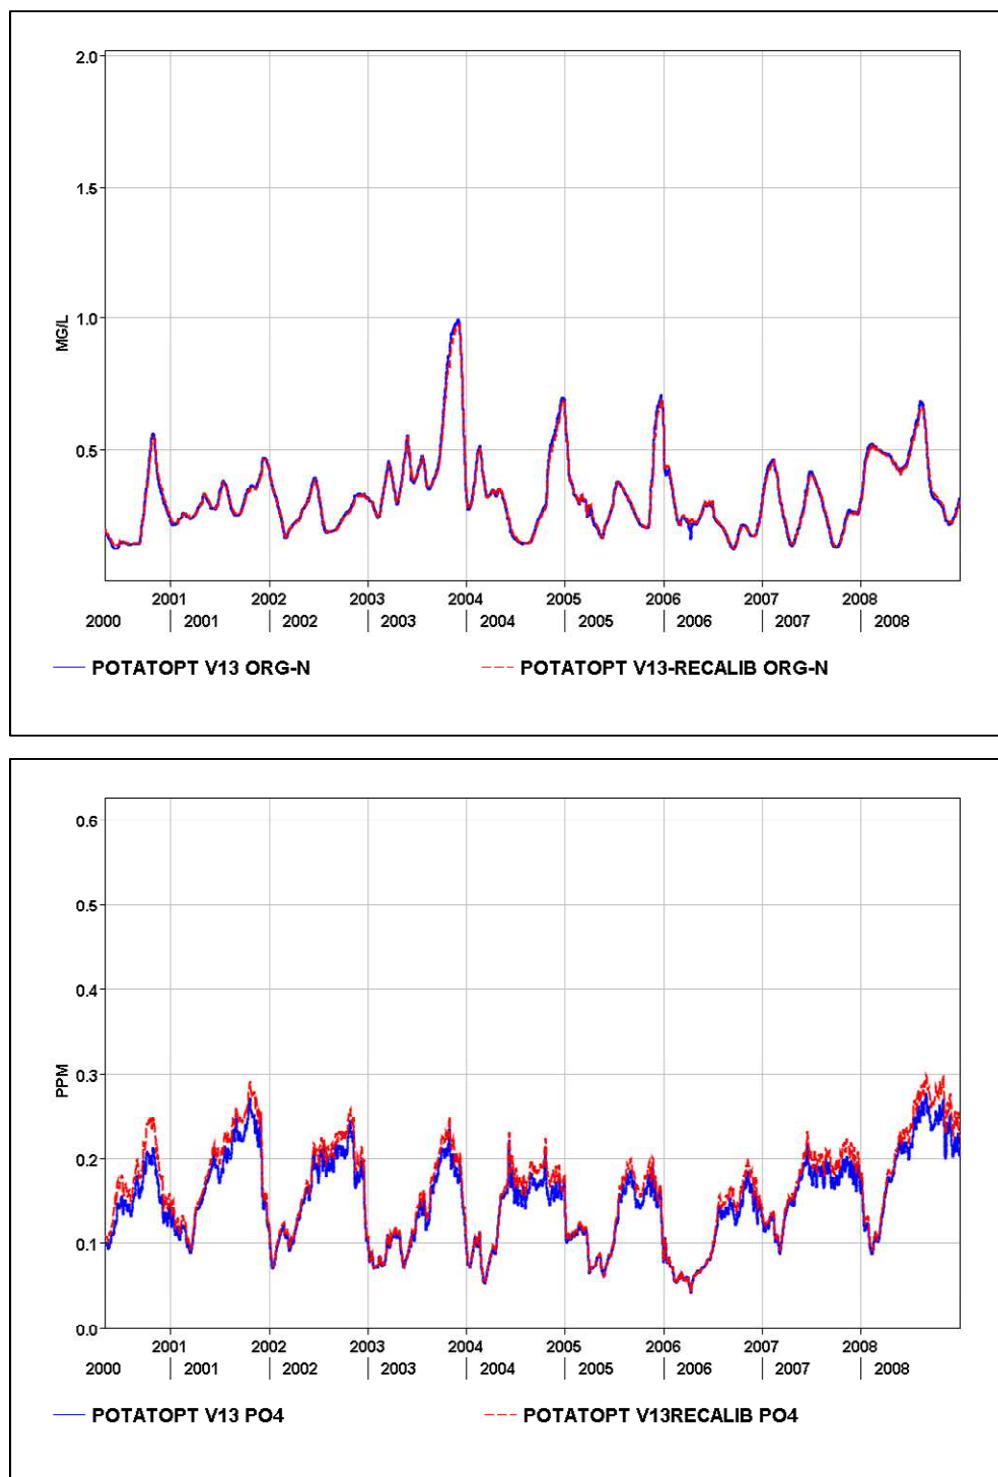 2.0
1.5
1.0
0.5
MG/L
2001 2002 2003 2004 2005 2006 2007 2008
2000 | 2001 | 2002 | 2003 | 2004 | 2005 | 2006 | 2007 | 2008
POTATOPT V13 ORG-N POTATOPT V13-RECALIB ORG-N
0.6
0.5
0.4
0.3
PPM
0.2
0.1
0.0
2001 2002 2003 2004 2005 2006 2007 2008
2000 | 2001 | 2002 | 2003 | 2004 | 2005 | 2006 | 2007 | 2008
POTATOPT V13 PO4 POTATOPT V13RECALIB PO4